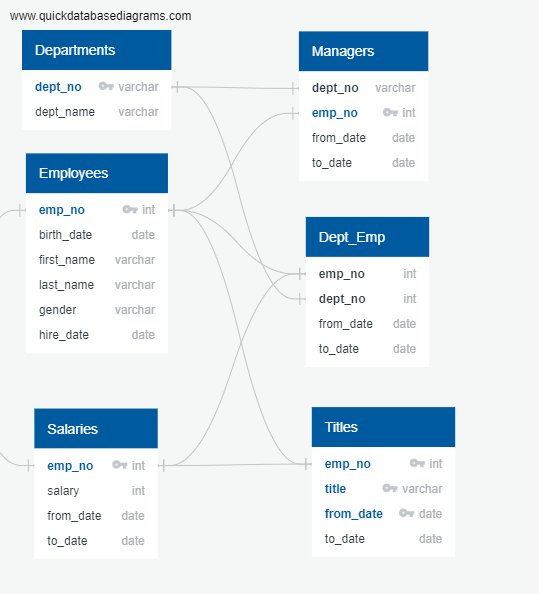 www.quickdatabasediagrams.com
Departments
dept_no varchar
dept_name varchar
Managers
dept_no varchar
emp_no int
from_date date
to_date date
Employees
emp_no int
birth_date date
first_name varchar
last_name varchar
gender varchar
hire_date date
Dept_Emp
emp_no int
dept_no int
from_date date
to_date date
Salaries
emp_no int
salary int
from_date date
to_date date
Titles
emp_no int
title varchar
from_date date
to_date date